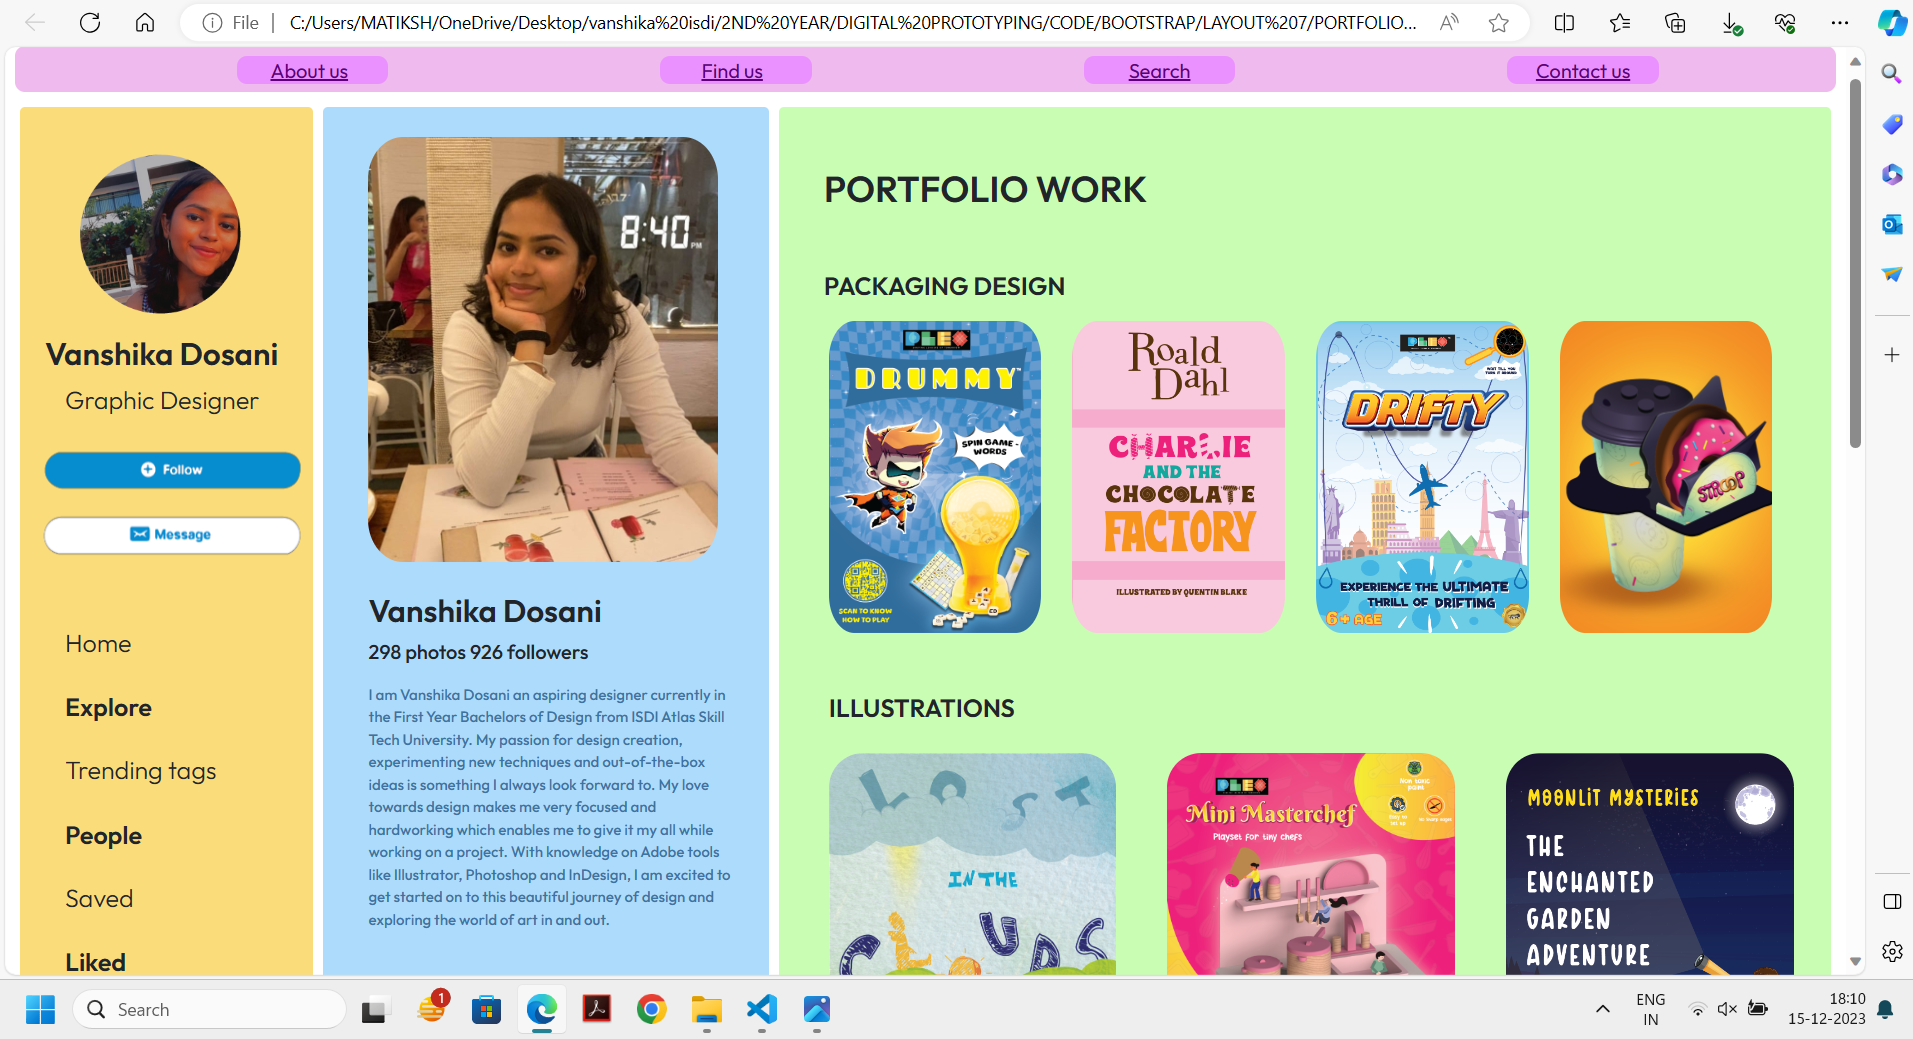 File
C:/Users/MATIKSH/OneDrive/Desktop/vanshika%20isdi/2ND%20YEAR/DIGITAL%20PROTOTYPING/CODE/BOOTSTRAP/LAYOUT%207/PORTFOLIO...
About us
Find us
Search
Contact us
Vanshika Dosani
Graphic Designer
Follow
Message
Home
Explore
Trending tags
People
Saved
Liked
8:40 PM
Vanshika Dosani
298 photos 926 followers
I am Vanshika Dosani an aspiring designer currently in
the First Year Bachelors of Design from ISDI Atlas Skill
Tech University. My passion for design creation,
experimenting new techniques and out-of-the-box
ideas is something I always look forward to. My love
towards design makes me very focused and
hardworking which enables me to give it my all while
working on a project. With knowledge on Adobe tools
like Illustrator, Photoshop and InDesign, I am excited to
get started on to this beautiful journey of design and
exploring the world of art in and out.
PORTFOLIO WORK
PACKAGING DESIGN
PLEO
DRUMMY
SPIN GAME -
WORDS
SCAN TO KNOW
HOW TO PLAY
Roald
Dahl
CHARLIE
AND THE
CHOCOLATE
FACTORY
ILLUSTRATED BY QUENTIN BLAKE
PLEO
WAIT TILL YOU
TURN IT AROUND
DRIFTY
EXPERIENCE THE ULTIMATE
THRILL OF DRIFTING
6+ AGE
STROOP
ILLUSTRATIONS
LOST
IN THE
CLOUDS
PLEO
Mini Masterchef
Playset for tiny chefs
Non toxic
paint
MOONLIT MYSTERIES
THE
ENCHANTED
GARDEN
ADVENTURE
Search
1
ENG
IN
18:10
15-12-2023